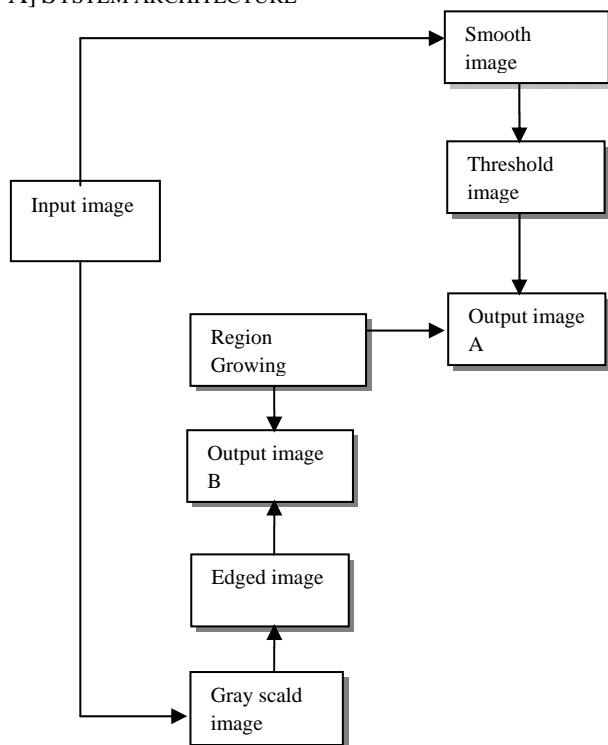 A] SYSTEM ARCHITECTURE
Smooth
image
Threshold
image
Input image
Output image
A
Region
Growing
Output image
B
Edged image
Gray scald
image